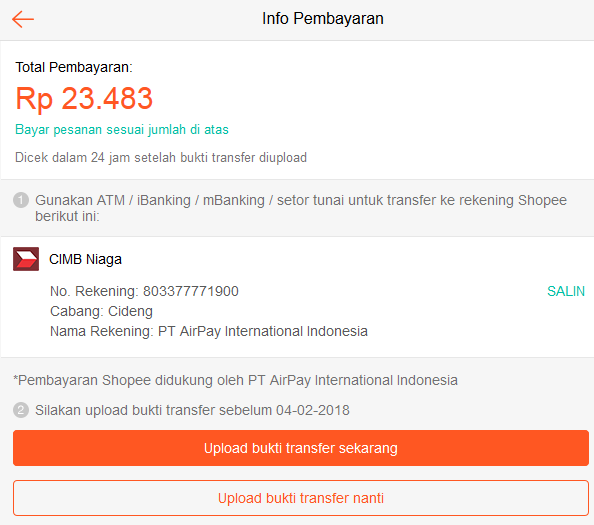 Info Pembayaran
Total Pembayaran:
Rp 23.483
Bayar pesanan sesuai jumlah di atas
Dicek dalam 24 jam setelah bukti transfer diupload
1 Gunakan ATM / iBanking / mBanking / setor tunai untuk transfer ke rekening Shopee
berikut ini:
CIMB Niaga
No. Rekening: 803377771900 SALIN
Cabang: Cideng
Nama Rekening: PT AirPay International Indonesia
*Pembayaran Shopee didukung oleh PT AirPay International Indonesia
2 Silakan upload bukti transfer sebelum 04-02-2018
Upload bukti transfer sekarang
Upload bukti transfer nanti